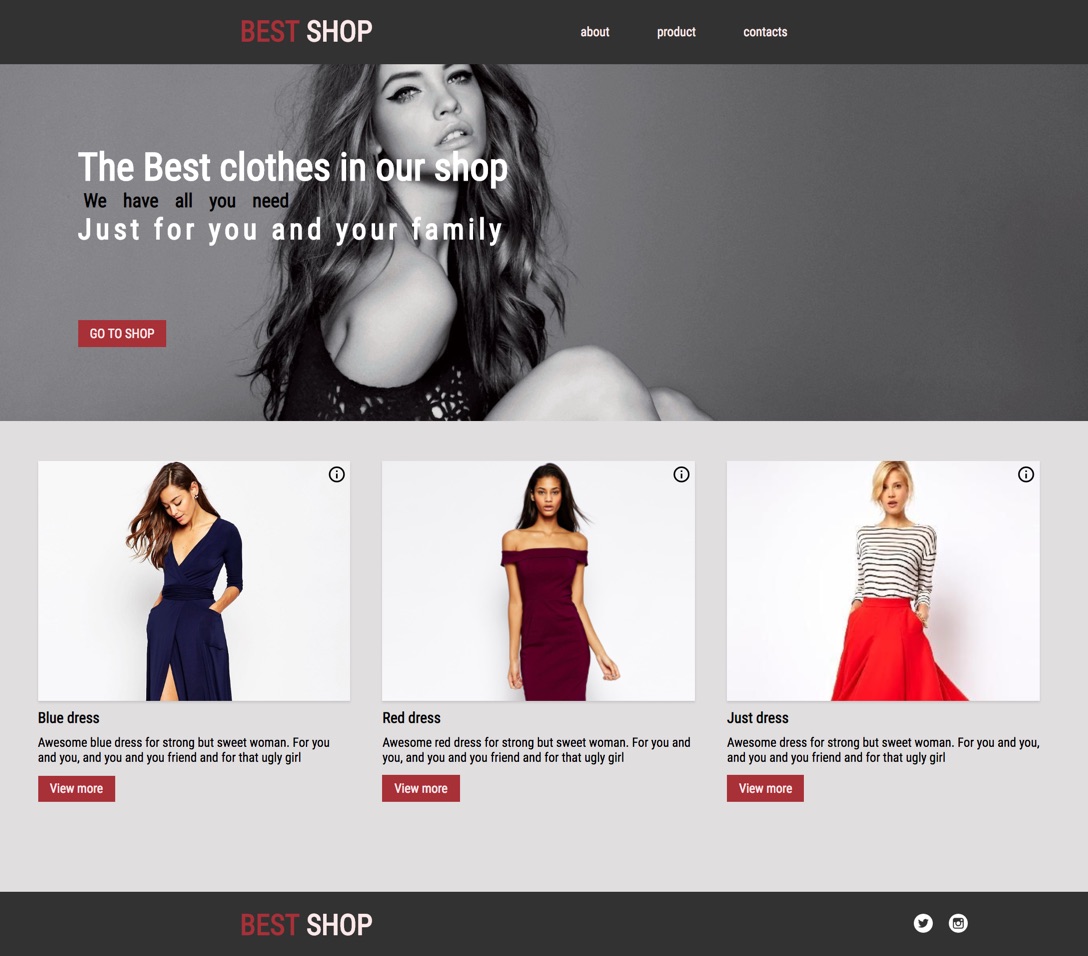 BEST SHOP
about product contacts
The Best clothes in our shop
We have all you need
Just for you and your family
GO TO SHOP
Blue dress
Awesome blue dress for strong but sweet woman. For you
and you, and you and you friend and for that ugly girl
View more
Red dress
Awesome red dress for strong but sweet woman. For you and
you, and you and you friend and for that ugly girl
View more
Just dress
Awesome dress for strong but sweet woman. For you and you,
and you and you friend and for that ugly girl
View more
BEST SHOP